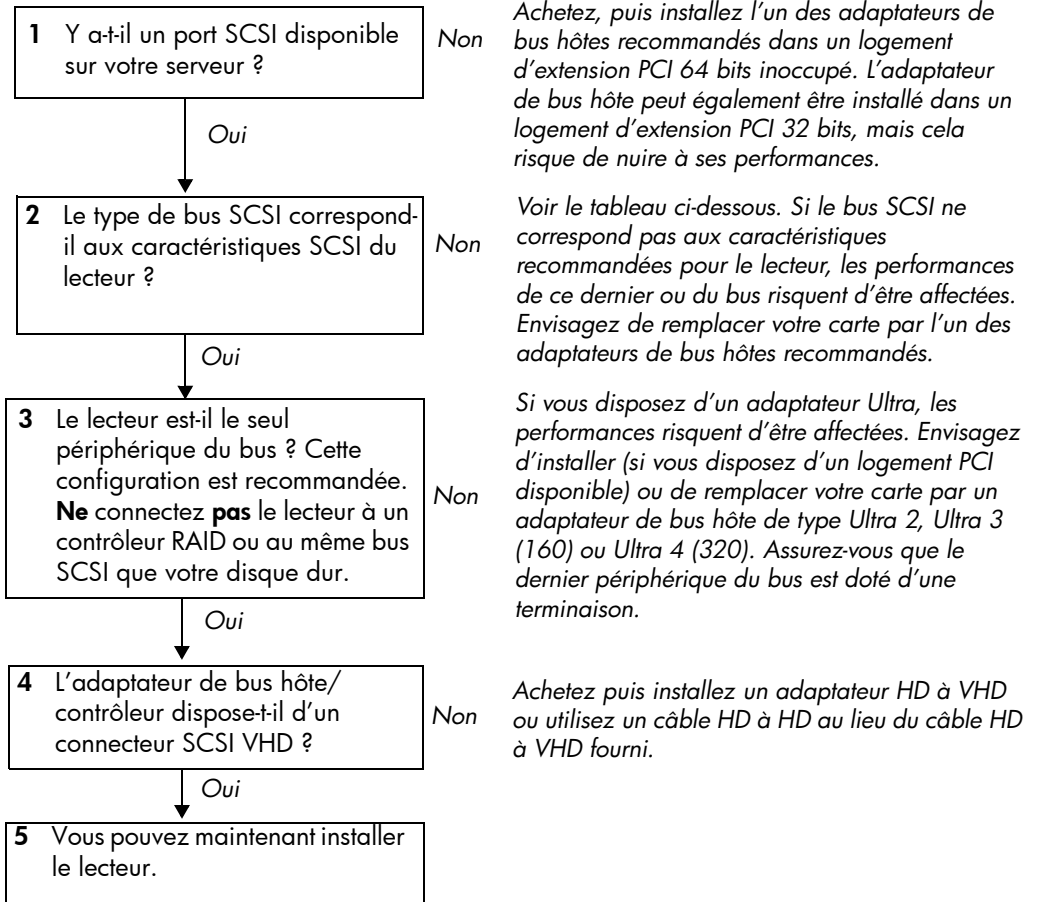 1 Y a-t-il un port SCSI disponible
sur votre serveur ?
Non
Achetez, puis installez l'un des adaptateurs de
bus hôtes recommandés dans un logement
d'extension PCI 64 bits inoccupé. L'adaptateur
de bus hôte peut également être installé dans un
logement d'extension PCI 32 bits, mais cela
risque de nuire à ses performances.
Oui
2 Le type de bus SCSI correspond-
il aux caractéristiques SCSI du
lecteur ?
Non
Voir le tableau ci-dessous. Si le bus SCSI ne
correspond pas aux caractéristiques
recommandées pour le lecteur, les performances
de ce dernier ou du bus risquent d'être affectées.
Envisagez de remplacer votre carte par l'un des
adaptateurs de bus hôtes recommandés.
Oui
3 Le lecteur est-il le seul
périphérique du bus ? Cette
configuration est recommandée.
Ne connectez pas le lecteur à un
contrôleur RAID ou au même bus
SCSI que votre disque dur.
Non
Si vous disposez d'un adaptateur Ultra, les
performances risquent d'être affectées. Envisagez
d'installer (si vous disposez d'un logement PCI
disponible) ou de remplacer votre carte par un
adaptateur de bus hôte de type Ultra 2, Ultra 3
(160) ou Ultra 4 (320). Assurez-vous que le
dernier périphérique du bus est doté d'une
terminaison.
Oui
4 L'adaptateur de bus hôte/
contrôleur dispose-t-il d'un
connecteur SCSI VHD ?
Non
Achetez puis installez un adaptateur HD à VHD
ou utilisez un câble HD à HD au lieu du câble HD
à VHD fourni.
Oui
5 Vous pouvez maintenant installer
le lecteur.